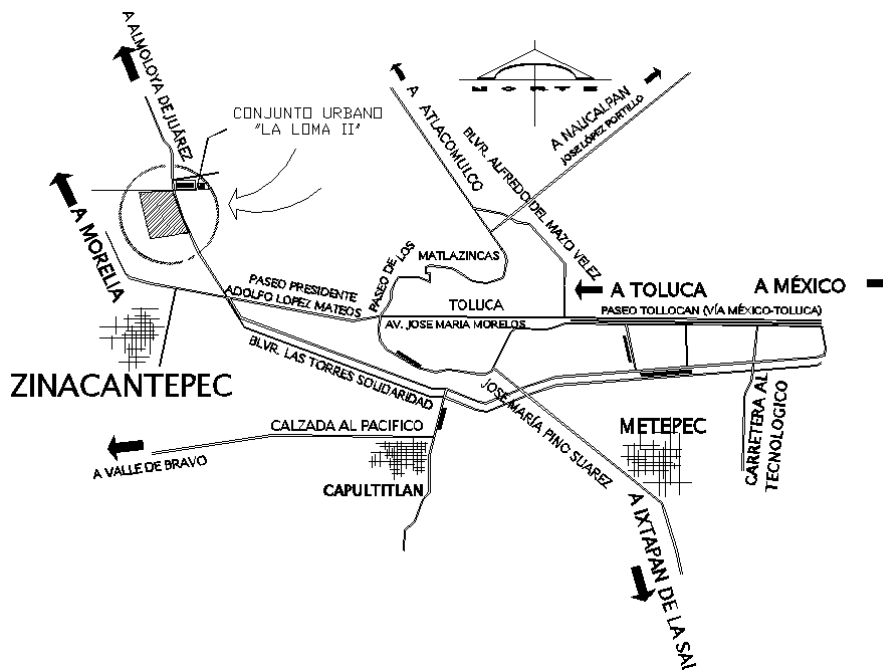 A ALMOLOYA DE JUÁREZ
CONJUNTO URBANO
"LA LOMA II"
NORTE
A ATLACOMULCO
BLVR. ALFREDO DEL MAZO VELEZ
A NAUCALPAN
JOSE LÓPEZ PORTILLO
A MORELIA
PASEO DE LOS
MATLAZINCAS
PASEO PRESIDENTE
ADOLFO LOPEZ MATEOS
TOLUCA
A TOLUCA
A MÉXICO
PASEO TOLLOCAN (VÍA MÉXICO-TOLUCA)
AV. JOSE MARIA MORELOS
ZINACANTEPEC
BLVR. LAS TORRES SOLIDARIDAD
JOSE MARÍA PINO SUAREZ
METEPEC
CARRETERA AL
TECNOLOGICO
CALZADA AL PACIFICO
A VALLE DE BRAVO
CAPULTITLAN
A IXTAPAN DE LA SAL